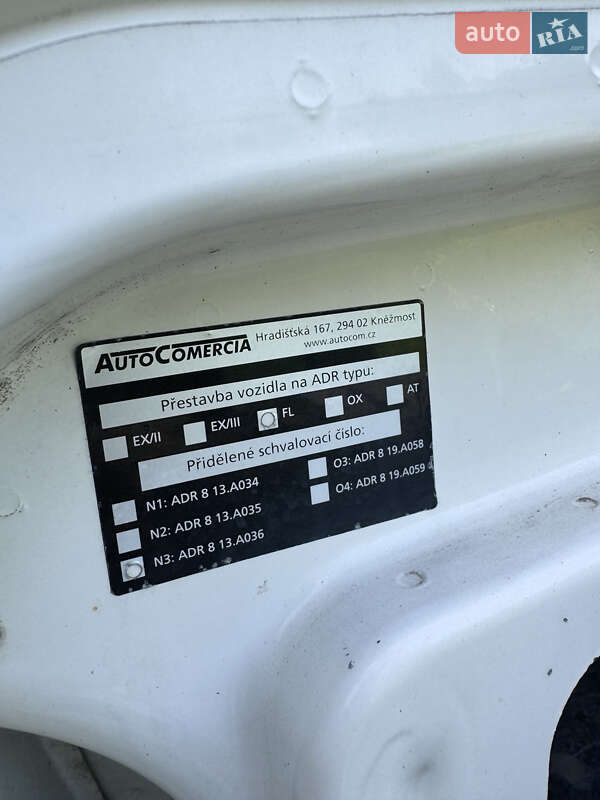 auto RIA
.com
AUTOCOMERCIA
Hradišťská 167, 294 02 Kněžmost
www.autocom.cz
Přestavba vozidla na ADR typu:
EX/II EX/III FL OX AT
Přidělené schvalovací číslo:
N1: ADR 8 13.A034 O3: ADR 8 19.A058
N2: ADR 8 13.A035 O4: ADR 8 19.A059
N3: ADR 8 13.A036